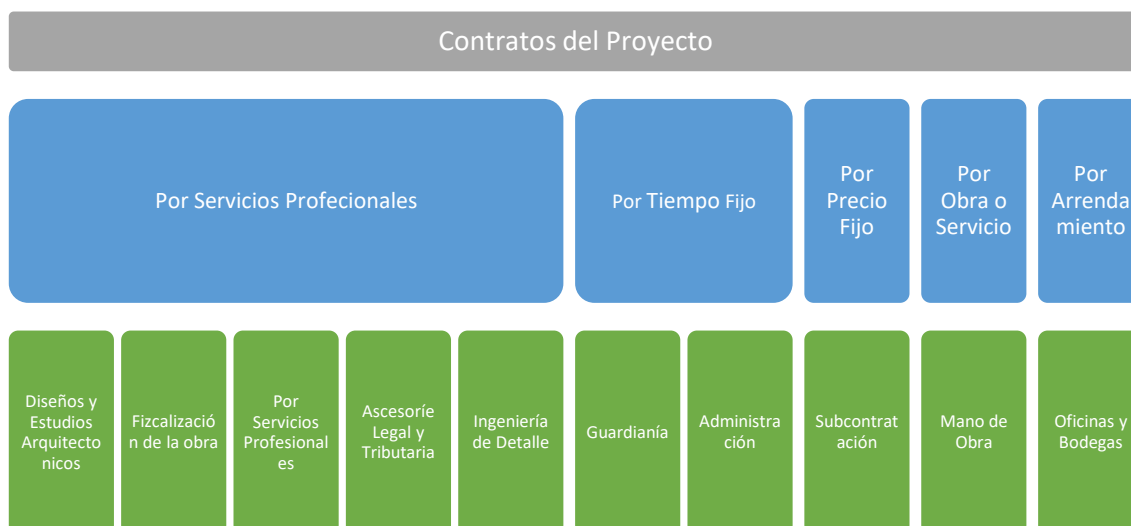 Contratos del Proyecto
Por Servicios Profecionales
Por Tiempo Fijo
Por
Precio
Fijo
Por
Obra o
Servicio
Por
Arrenda
miento
Diseños y
Estudios
Arquitecto
nicos
Fizcalizació
n de la obra
Por
Servicios
Profesional
es
Ascesoríe
Legal y
Tributaria
Ingeniería
de Detalle
Guardianía
Administra
ción
Subcontrat
ación
Mano de
Obra
Oficinas y
Bodegas